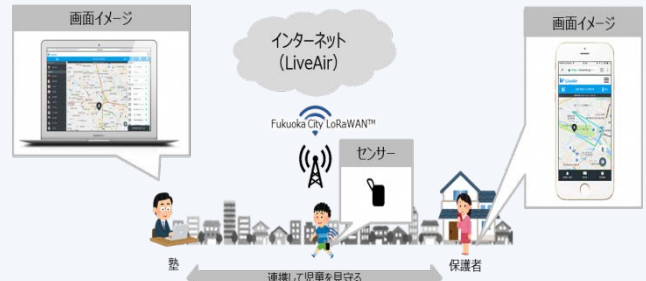 画面イメージ
画面イメージ
インターネット
(LiveAir)
Fukuoka City LoRaWAN™
センサー
塾
保護者
連携して児童を見守る